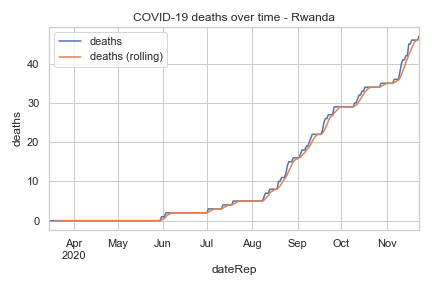 COVID-19 deaths over time - Rwanda
deaths
deaths (rolling)
40
30
20
10
0
deaths
Apr May Jun Jul Aug Sep Oct Nov
2020
dateRep